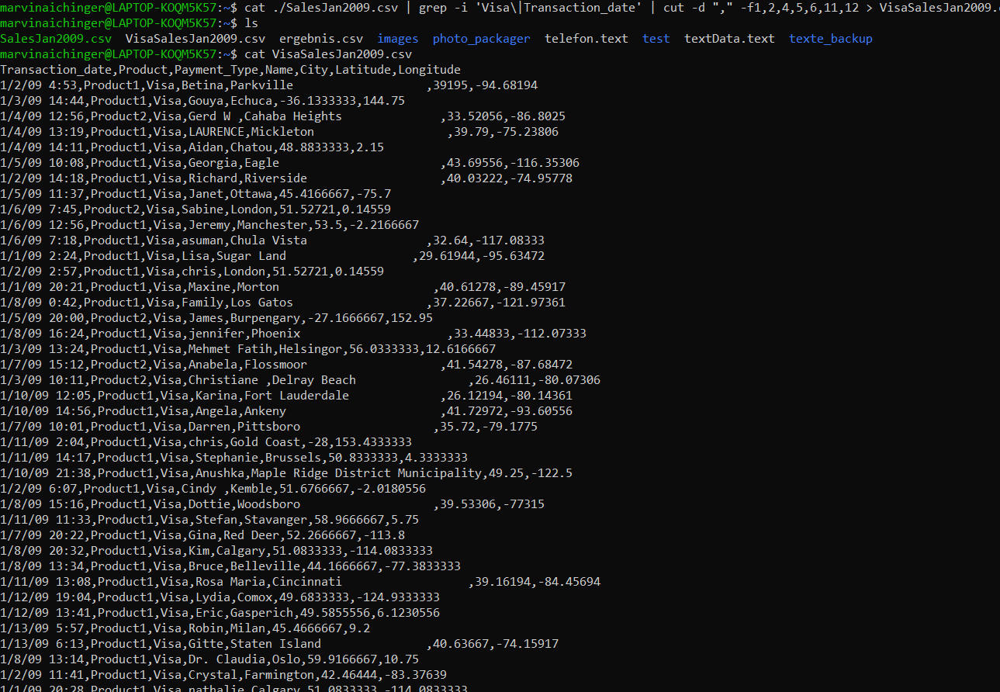 marvinaichinger@LAPTOP-KOQM5K57:~$ cat ./SalesJan2009.csv | grep -i 'Visa\|Transaction_date' | cut -d "," -f1,2,4,5,6,11,12 > VisaSalesJan2009.
marvinaichinger@LAPTOP-KOQM5K57:~$ ls
SalesJan2009.csv  VisaSalesJan2009.csv  ergebnis.csv  images  photo_packager  telefon.text  test  textData.text  texte_backup
marvinaichinger@LAPTOP-KOQM5K57:~$ cat VisaSalesJan2009.csv
Transaction_date,Product,Payment_Type,Name,City,Latitude,Longitude
1/2/09 4:53,Product1,Visa,Betina,Parkville                   ,39195,-94.68194
1/3/09 14:44,Product1,Visa,Gouya,Echuca,-36.1333333,144.75
1/4/09 12:56,Product2,Visa,Gerd W ,Cahaba Heights              ,33.52056,-86.8025
1/4/09 13:19,Product1,Visa,LAURENCE,Mickleton                   ,39.79,-75.23806
1/4/09 14:11,Product1,Visa,Aidan,Chatou,48.8833333,2.15
1/5/09 10:08,Product1,Visa,Georgia,Eagle                       ,43.69556,-116.35306
1/2/09 14:18,Product1,Visa,Richard,Riverside                   ,40.03222,-74.95778
1/5/09 11:37,Product1,Visa,Janet,Ottawa,45.4166667,-75.7
1/6/09 7:45,Product2,Visa,Sabine,London,51.52721,0.14559
1/6/09 12:56,Product1,Visa,Jeremy,Manchester,53.5,-2.2166667
1/6/09 7:18,Product1,Visa,asuman,Chula Vista                 ,32.64,-117.08333
1/1/09 2:24,Product1,Visa,Lisa,Sugar Land                  ,29.61944,-95.63472
1/2/09 2:57,Product1,Visa,chris,London,51.52721,0.14559
1/1/09 20:21,Product1,Visa,Maxine,Morton                      ,40.61278,-89.45917
1/8/09 0:42,Product1,Visa,Family,Los Gatos                   ,37.22667,-121.97361
1/5/09 20:00,Product2,Visa,James,Burpengary,-27.1666667,152.95
1/8/09 16:24,Product1,Visa,jennifer,Phoenix                     ,33.44833,-112.07333
1/3/09 13:24,Product1,Visa,Mehmet Fatih,Helsingor,56.0333333,12.6166667
1/7/09 15:12,Product2,Visa,Anabela,Flossmoor                   ,41.54278,-87.68472
1/3/09 10:11,Product2,Visa,Christiane ,Delray Beach                ,26.46111,-80.07306
1/10/09 12:05,Product1,Visa,Karina,Fort Lauderdale             ,26.12194,-80.14361
1/10/09 14:56,Product1,Visa,Angela,Ankeny                      ,41.72972,-93.60556
1/7/09 10:01,Product1,Visa,Darren,Pittsboro                   ,35.72,-79.1775
1/11/09 2:04,Product1,Visa,chris,Gold Coast,-28,153.4333333
1/11/09 14:17,Product1,Visa,Stephanie,Brussels,50.8333333,4.3333333
1/10/09 21:38,Product1,Visa,Anushka,Maple Ridge District Municipality,49.25,-122.5
1/2/09 6:07,Product1,Visa,Cindy ,Kemble,51.6766667,-2.0180556
1/8/09 15:16,Product1,Visa,Dottie,Woodsboro                   ,39.53306,-77315
1/11/09 11:33,Product1,Visa,Stefan,Stavanger,58.9666667,5.75
1/7/09 20:22,Product1,Visa,Gina,Red Deer,52.2666667,-113.8
1/8/09 20:32,Product1,Visa,Kim,Calgary,51.0833333,-114.0833333
1/8/09 13:34,Product1,Visa,Bruce,Belleville,44.1666667,-77.3833333
1/11/09 13:08,Product1,Visa,Rosa Maria,Cincinnati                  ,39.16194,-84.45694
1/12/09 19:04,Product1,Visa,Lydia,Comox,49.6833333,-124.9333333
1/12/09 13:41,Product1,Visa,Eric,Gasperich,49.5855556,6.1230556
1/13/09 5:57,Product1,Visa,Robin,Milan,45.4666667,9.2
1/13/09 6:13,Product1,Visa,Gitte,Staten Island               ,40.63667,-74.15917
1/8/09 13:14,Product1,Visa,Dr. Claudia,Oslo,59.9166667,10.75
1/2/09 11:41,Product1,Visa,Crystal,Farmington,42.46444,-83.37639
1/1/09 20:28,Product1,Visa,nathalie,Calgary,51.0833333,-114.0833333